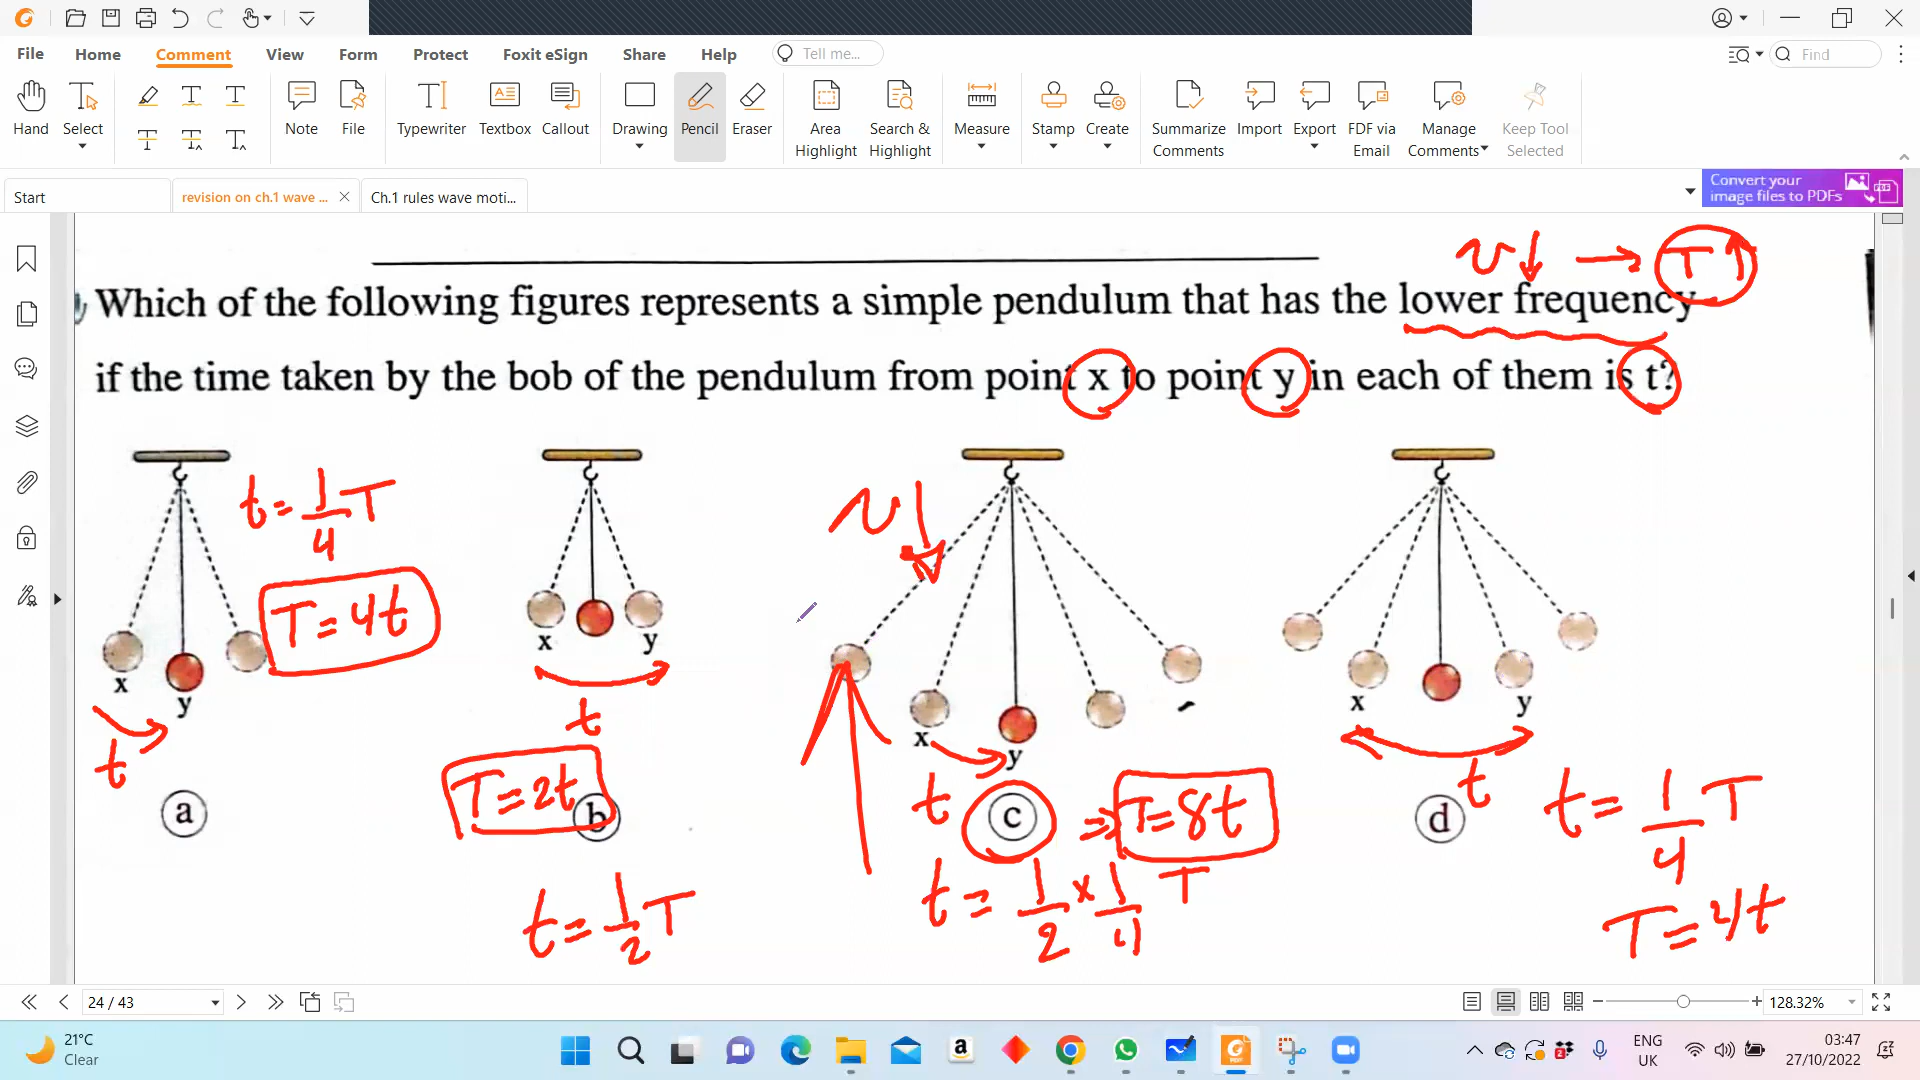 File Home Comment View Form Protect Foxit eSign Share Help Tell me... Find
Hand Select Note File Typewriter Textbox Callout Drawing Pencil Eraser Area Highlight Search & Highlight Measure Stamp Create Summarize Comments Import Export FDF via Email Manage Comments Keep Tool Selected
Start revision on ch.1 wave ... Ch.1 rules wave moti...
Convert your
image files to PDFs
ν↓ → T↑
Which of the following figures represents a simple pendulum that has the lower frequency
if the time taken by the bob of the pendulum from point x to point y in each of them is t?
t = 1/4 T
T = 4t
x
y
t
a
x y
t
T = 2t
b
t = 1/2 T
ν↓
x
y
t
c ⇒ T = 8t
t = 1/2 × 1/4 T
x y
t
d
t = 1/4 T
T = 4t
24 / 43 128.32%
21°C
Clear
ENG
UK
03:47
27/10/2022